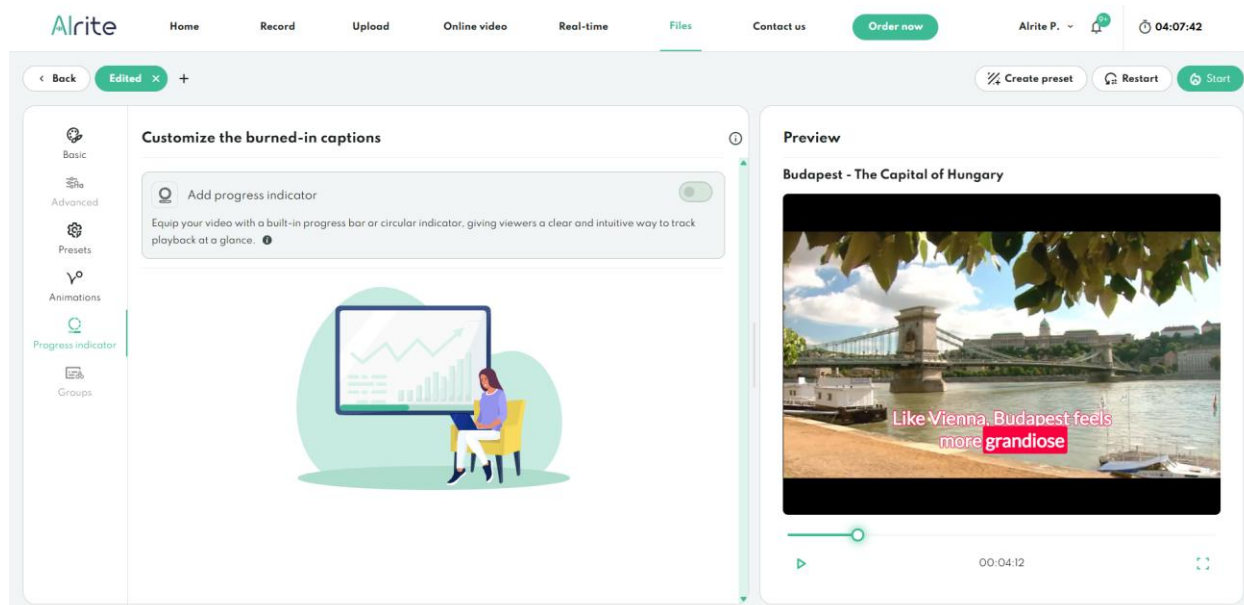 Alrite
Home
Record
Upload
Online video
Real-time
Files
Contact us
Order now
Alrite P.
9+
04:07:42
< Back
Edited ×
+
Create preset
Restart
Start
Basic
Advanced
Presets
Animations
Progress indicator
Groups
Customize the burned-in captions
Add progress indicator
Equip your video with a built-in progress bar or circular indicator, giving viewers a clear and intuitive way to track
playback at a glance.
Preview
Budapest - The Capital of Hungary
Like Vienna, Budapest feels
more grandiose
00:04:12